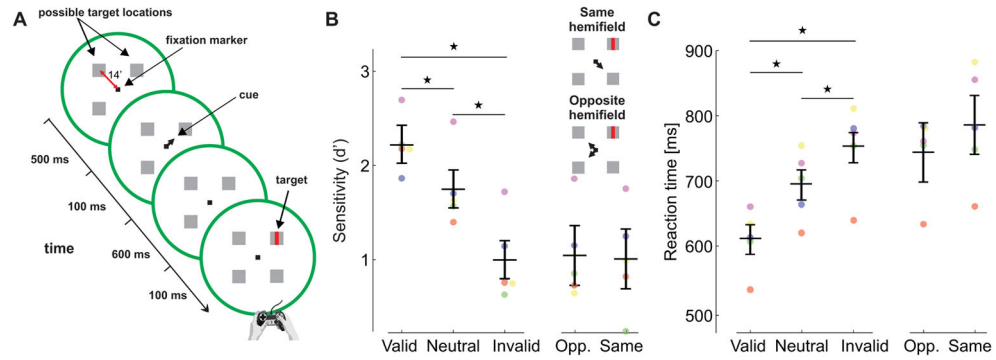 A
possible target locations
fixation marker
14'
cue
target
500 ms
100 ms
600 ms
100 ms
time
B
Sensitivity (d')
3
2
1
Valid Neutral Invalid Opp. Same
Same
hemifield
Opposite
hemifield
C
Reaction time [ms]
900
800
700
600
500
Valid Neutral Invalid Opp. Same